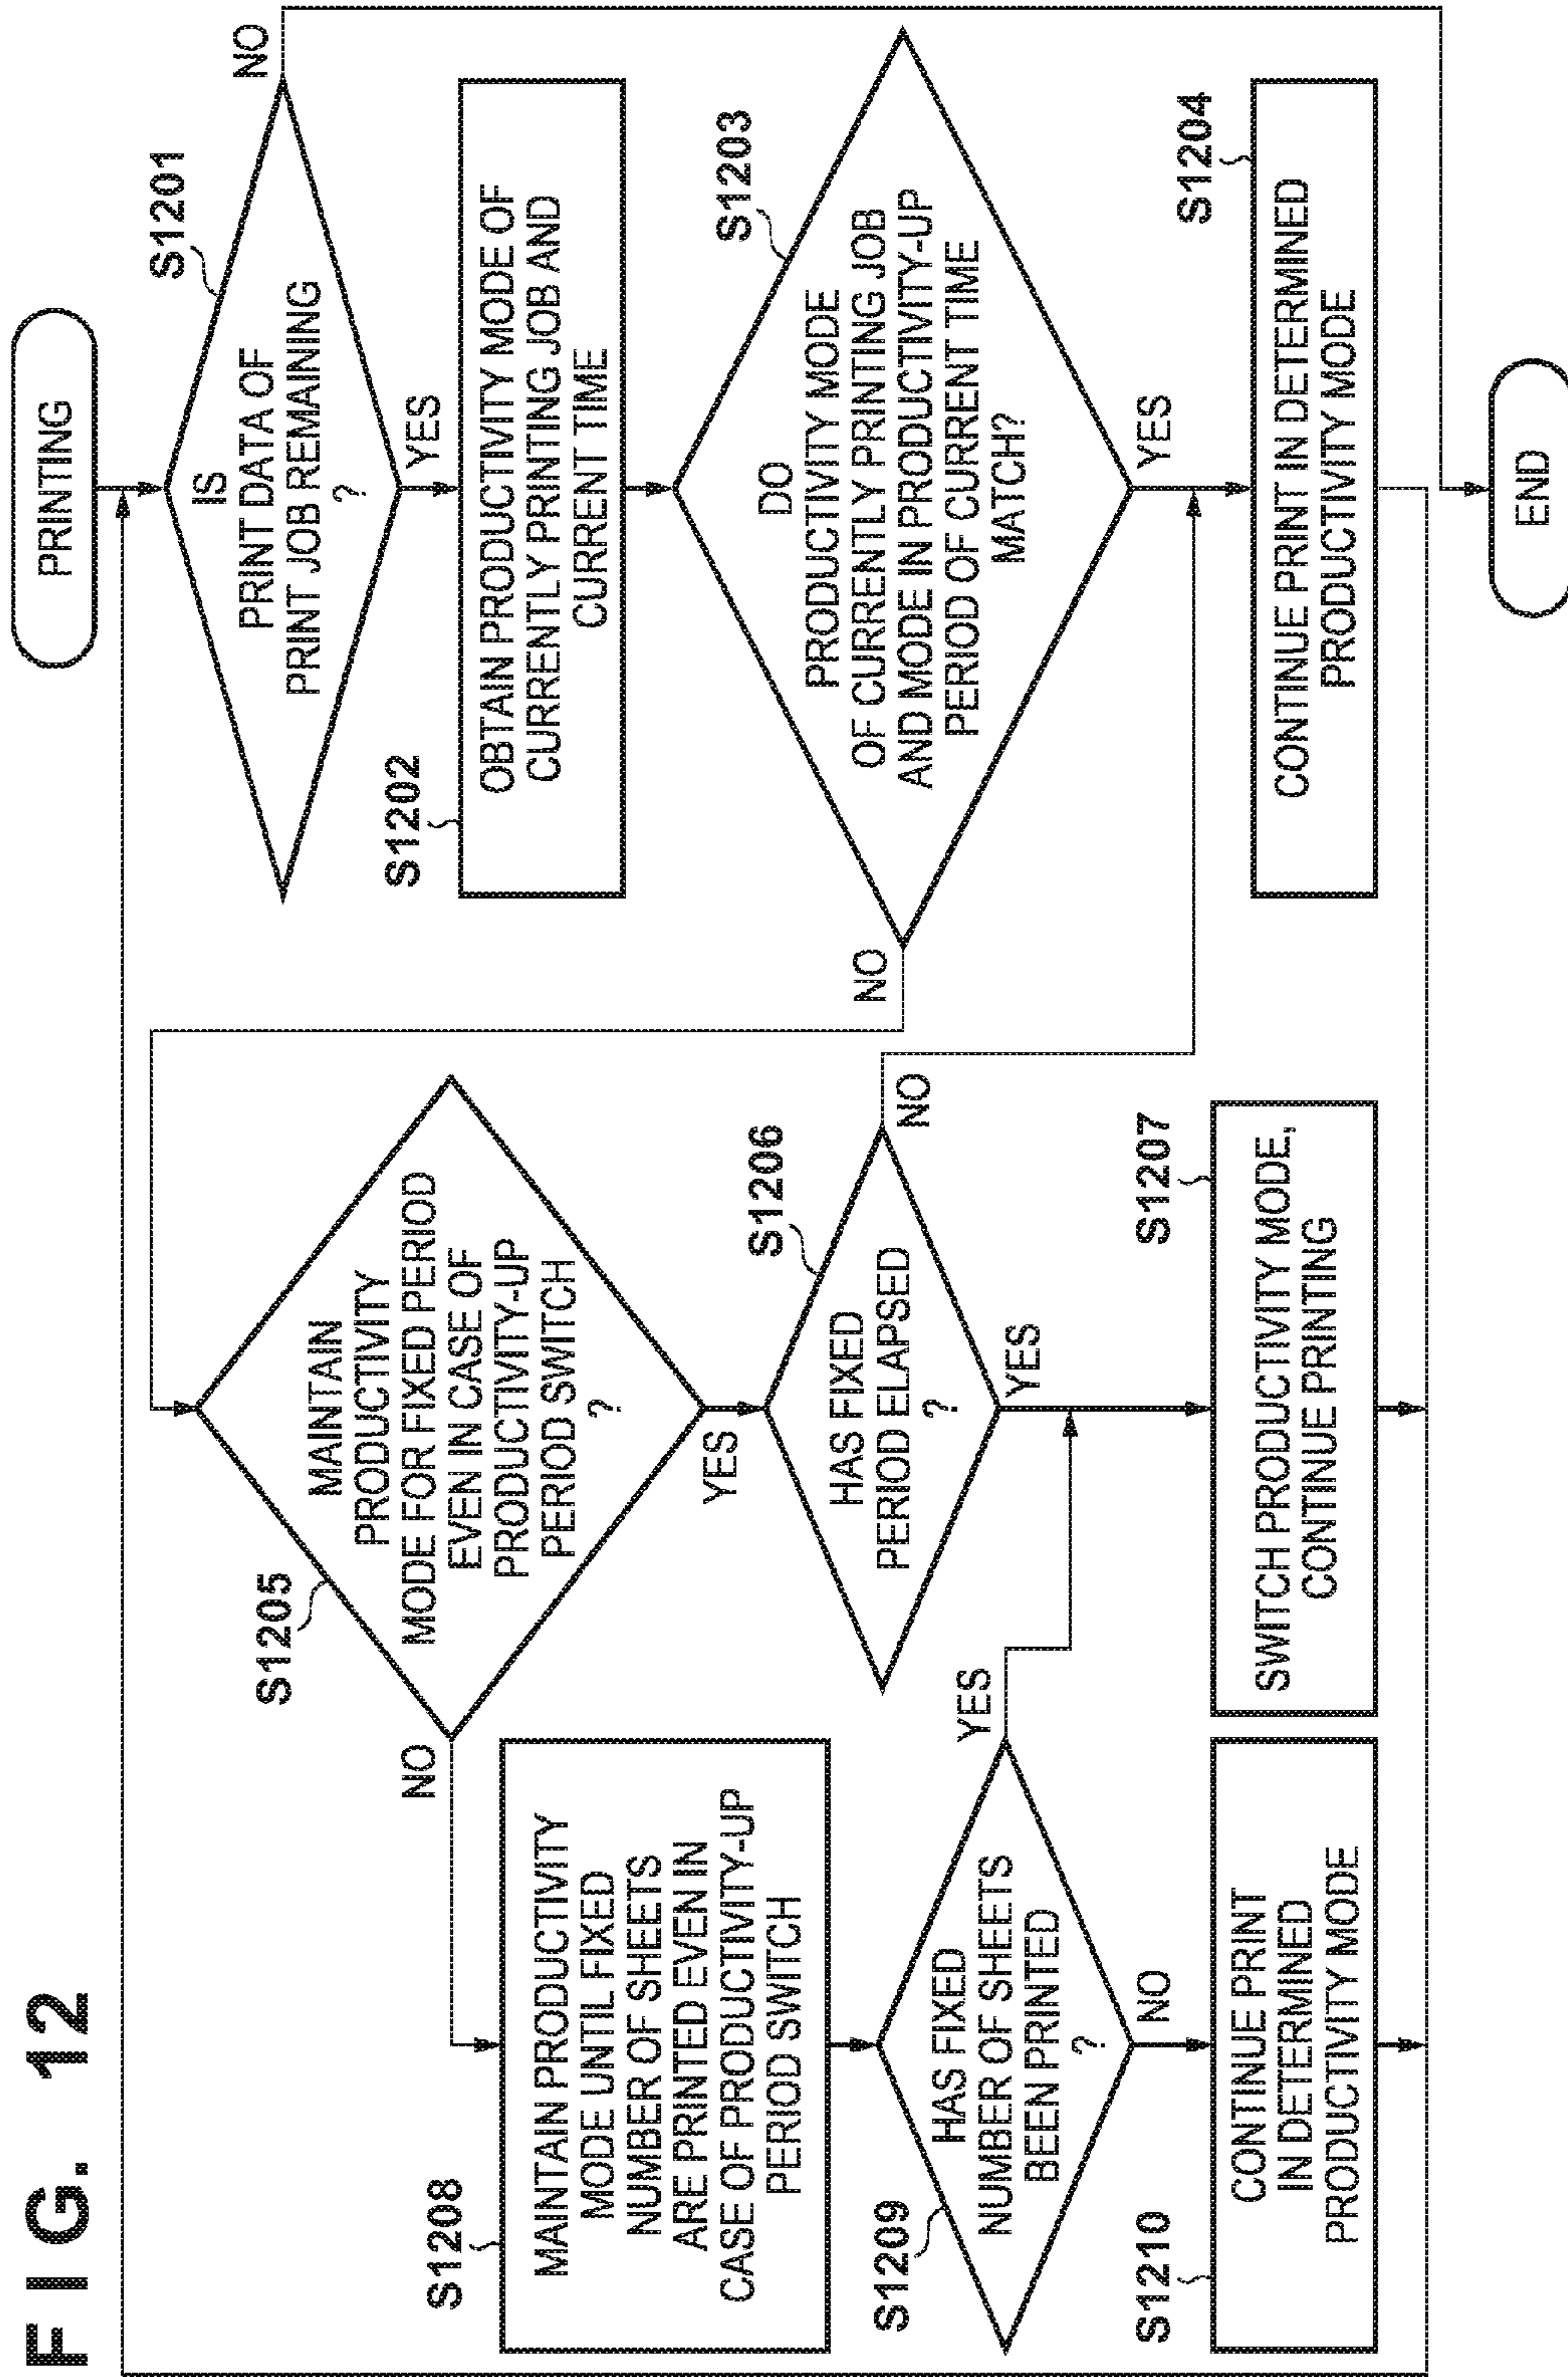 FIG. 12
PRINTING
S1201
IS
PRINT DATA OF
PRINT JOB REMAINING
?
NO
YES
S1202
OBTAIN PRODUCTIVITY MODE OF
CURRENTLY PRINTING JOB AND
CURRENT TIME
S1203
DO
PRODUCTIVITY MODE
OF CURRENTLY PRINTING JOB
AND MODE IN PRODUCTIVITY-UP
PERIOD OF CURRENT TIME
MATCH?
NO
YES
S1204
CONTINUE PRINT IN DETERMINED
PRODUCTIVITY MODE
END
S1205
MAINTAIN
PRODUCTIVITY
MODE FOR FIXED PERIOD
EVEN IN CASE OF
PRODUCTIVITY-UP
PERIOD SWITCH
?
NO
YES
S1206
HAS FIXED
PERIOD ELAPSED
?
NO
YES
S1207
SWITCH PRODUCTIVITY MODE,
CONTINUE PRINTING
S1208
MAINTAIN PRODUCTIVITY
MODE UNTIL FIXED
NUMBER OF SHEETS
ARE PRINTED EVEN IN
CASE OF PRODUCTIVITY-UP
PERIOD SWITCH
S1209
HAS FIXED
NUMBER OF SHEETS
BEEN PRINTED
?
YES
NO
S1210
CONTINUE PRINT
IN DETERMINED
PRODUCTIVITY MODE